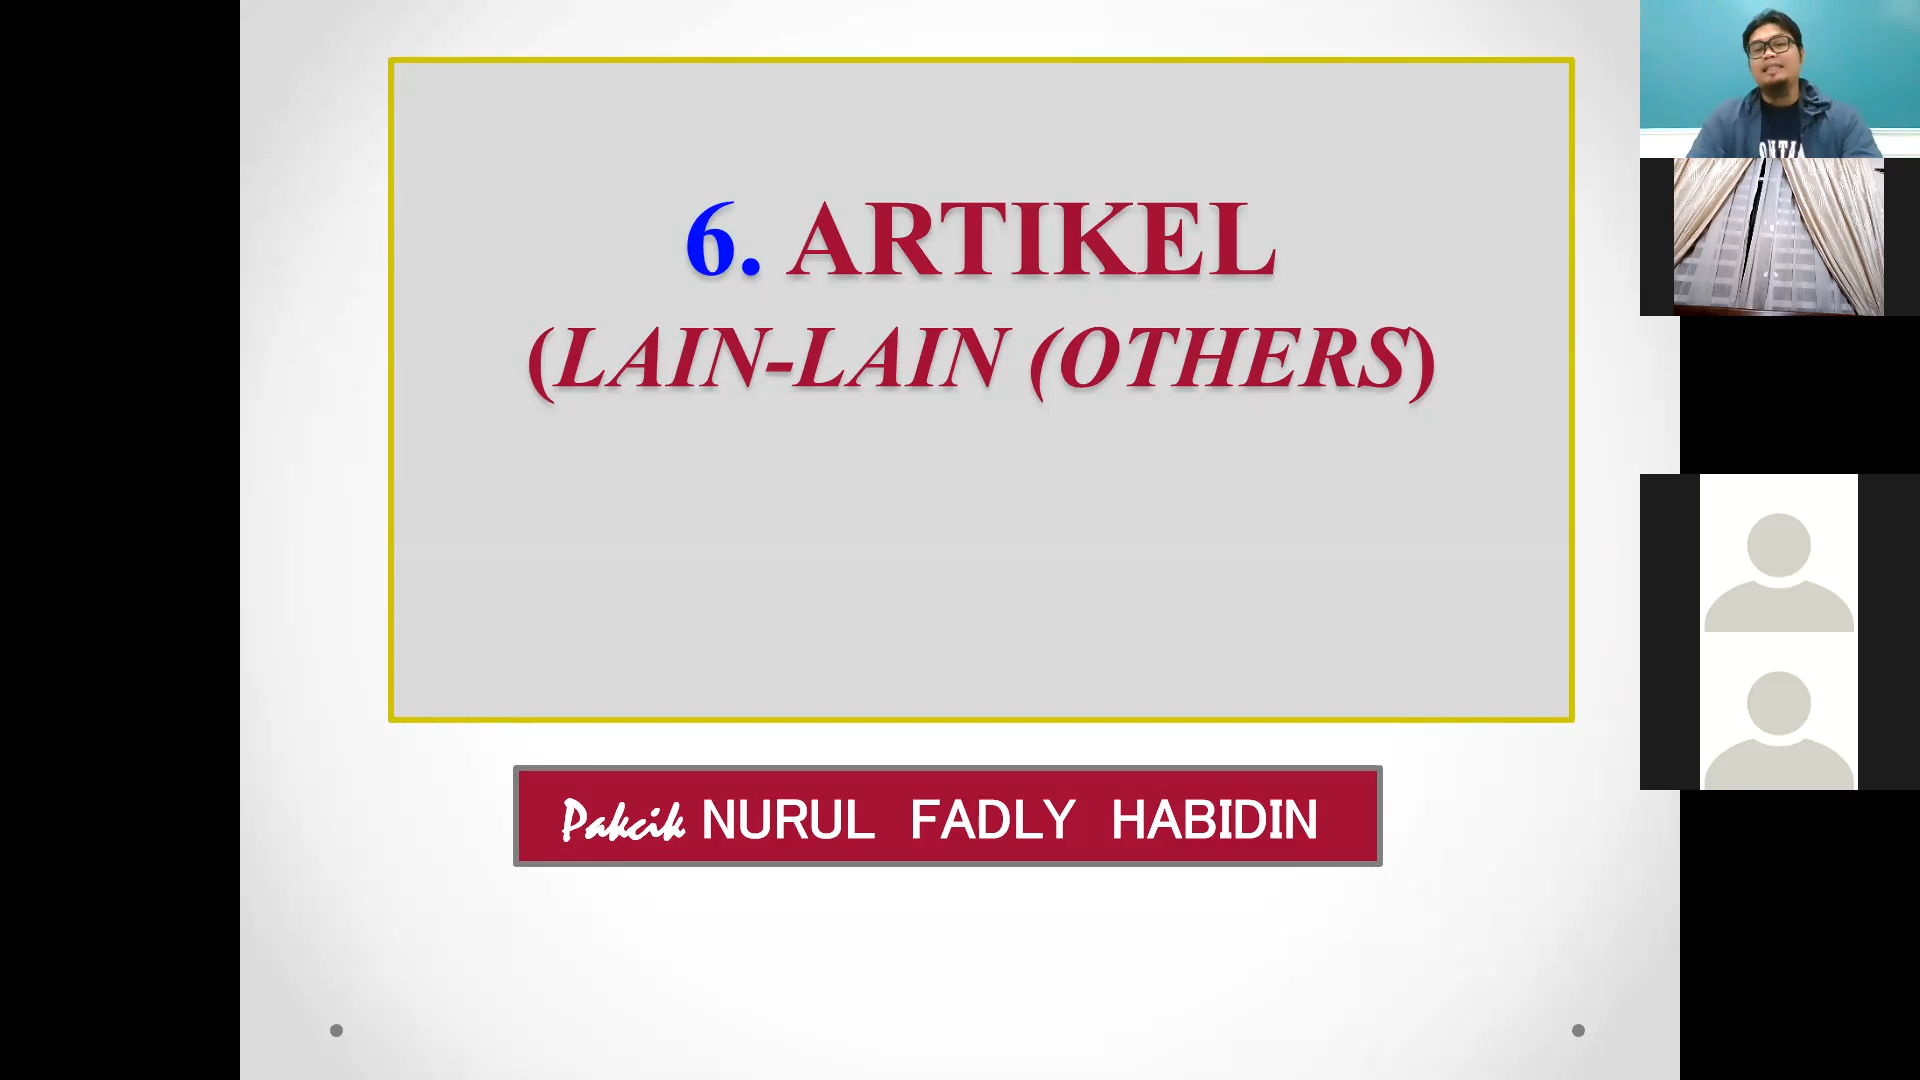 6. ARTIKEL
(LAIN-LAIN (OTHERS)
Pakcik NURUL FADLY HABIDIN